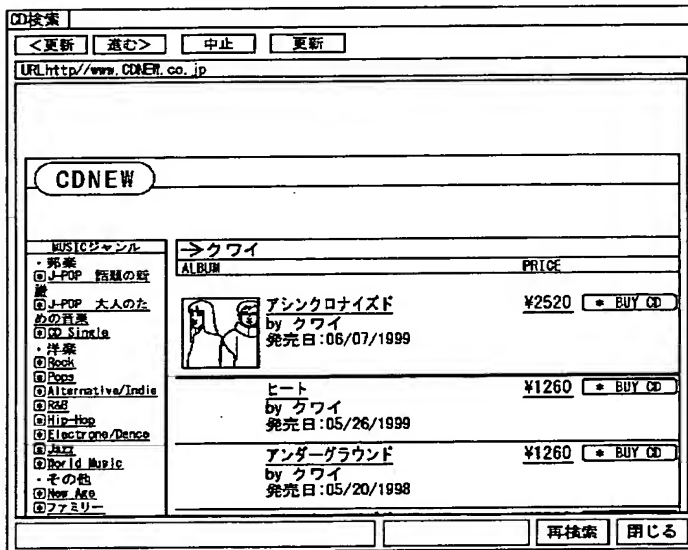 CD検索
<更新 進む> 中止 更新
URLhttp//www.CDNEW.co.jp
CDNEW
MUSICジャンル
・邦楽
J-POP 話題の新
譜
J-POP 大人のた
めの音楽
CD Single
・洋楽
Rock
Pops
Alternative/Indie
R&B
Hip-Hop
Electrone/Dence
Jazz
World Music
・その他
New Age
ファミリー
→クワイ
ALBUM PRICE
アシンクロナイズド ¥2520 * BUY CD
by クワイ
発売日:06/07/1999
ヒート ¥1260 * BUY CD
by クワイ
発売日:05/26/1999
アンダーグラウンド ¥1260 * BUY CD
by クワイ
発売日:05/20/1998
再検索 閉じる